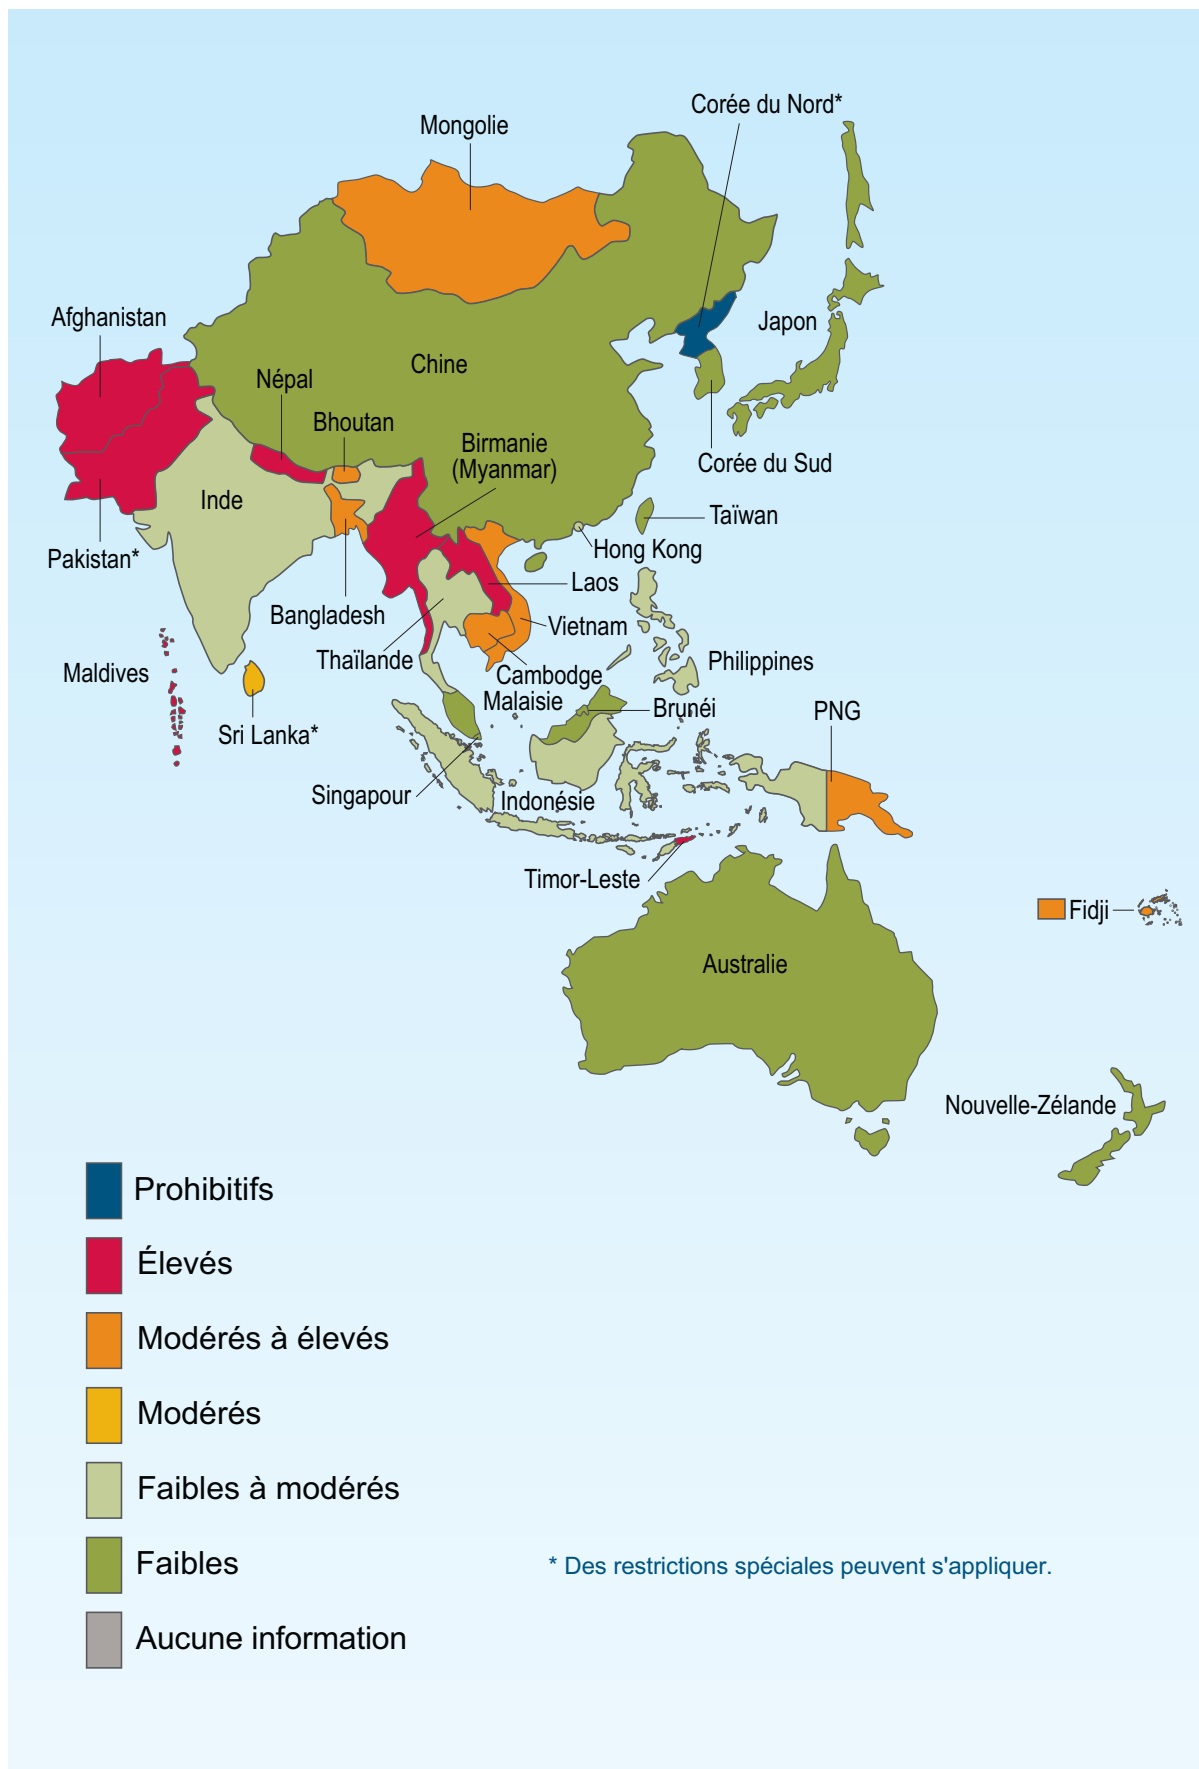 Corée du Nord*
Mongolie
Afghanistan
Japon
Chine
Népal
Bhoutan
Birmanie
(Myanmar)
Corée du Sud
Inde
Taïwan
Pakistan*
Hong Kong
Laos
Bangladesh
Vietnam
Thaïlande
Philippines
Maldives
Cambodge
Malaisie
Brunéi
PNG
Sri Lanka*
Singapour
Indonésie
Timor-Leste
Fidji
Australie
Nouvelle-Zélande
Prohibitifs
Élevés
Modérés à élevés
Modérés
Faibles à modérés
Faibles
* Des restrictions spéciales peuvent s'appliquer.
Aucune information